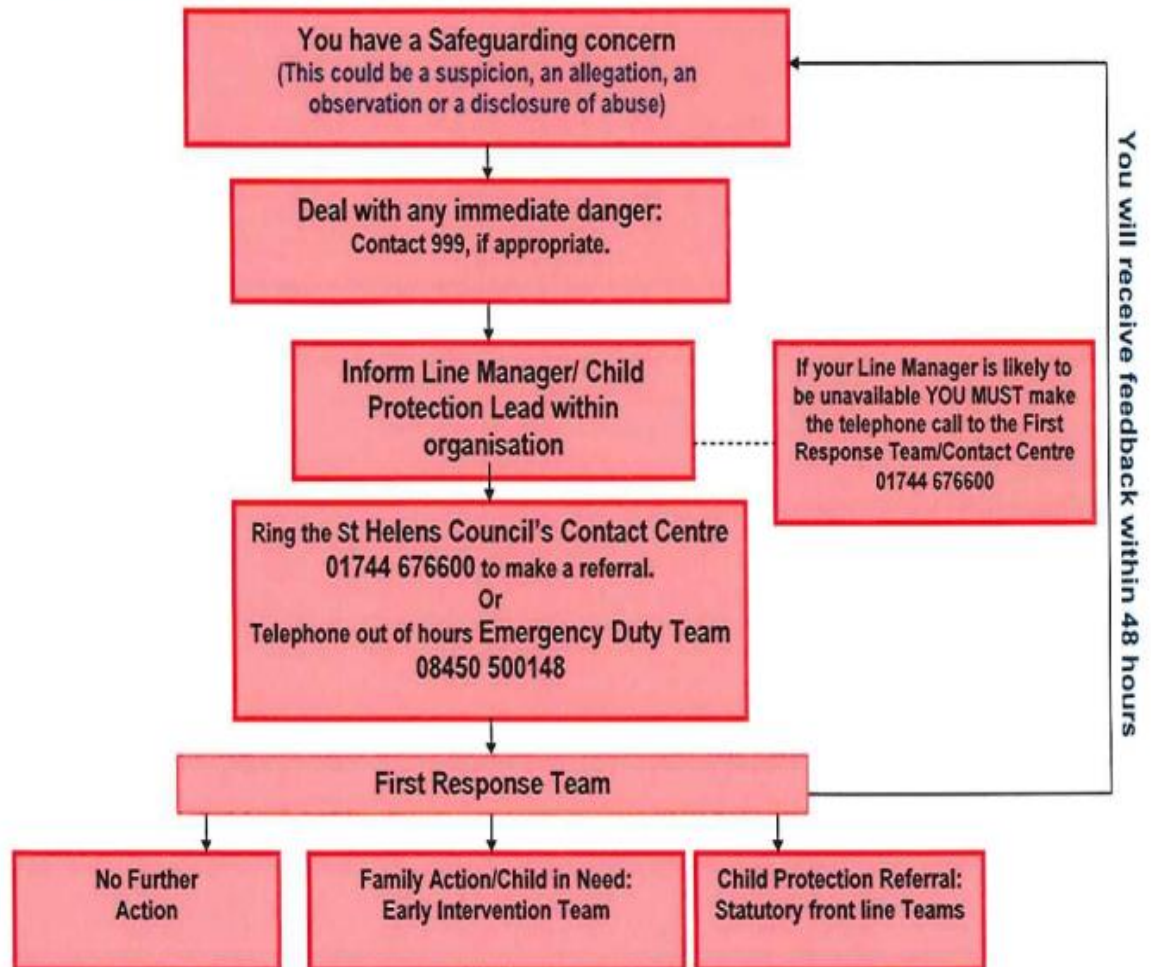 You have a Safeguarding concern
(This could be a suspicion, an allegation, an
observation or a disclosure of abuse)
Deal with any immediate danger:
Contact 999, if appropriate.
Inform Line Manager/ Child
Protection Lead within
organisation
If your Line Manager is likely to
be unavailable YOU MUST make
the telephone call to the First
Response Team/Contact Centre
01744 676600
Ring the St Helens Council's Contact Centre
01744 676600 to make a referral.
Or
Telephone out of hours Emergency Duty Team
08450 500148
First Response Team
No Further
Action
Family Action/Child in Need:
Early Intervention Team
Child Protection Referral:
Statutory front line Teams
You will receive feedback within 48 hours